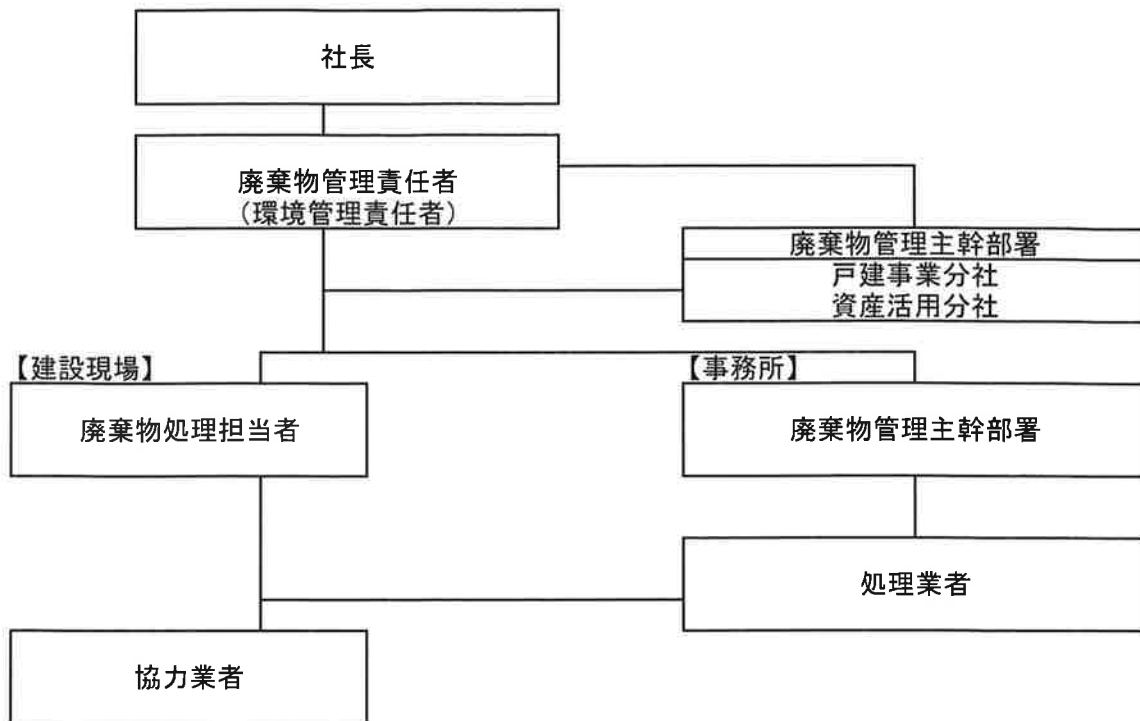 社長
廃棄物管理責任者
（環境管理責任者）
廃棄物管理主幹部署
戸建事業分社
資産活用分社
【建設現場】
【事務所】
廃棄物処理担当者
廃棄物管理主幹部署
処理業者
協力業者